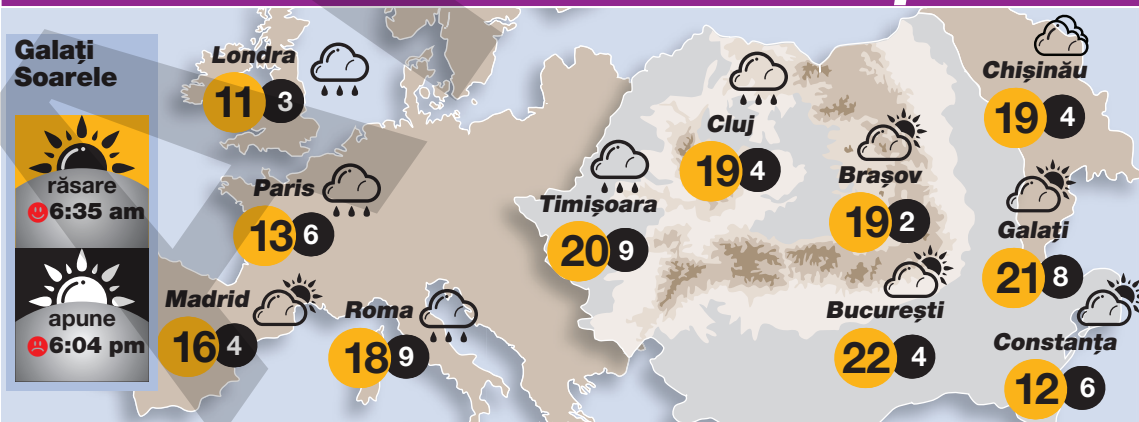 Galați
Soarele
răsare
6:35 am
apune
6:04 pm
Londra
11 3
Paris
13 6
Madrid
16 4
Roma
18 9
Timișoara
20 9
Cluj
19 4
Brașov
19 2
București
22 4
Chișinău
19 4
Galați
21 8
Constanța
12 6